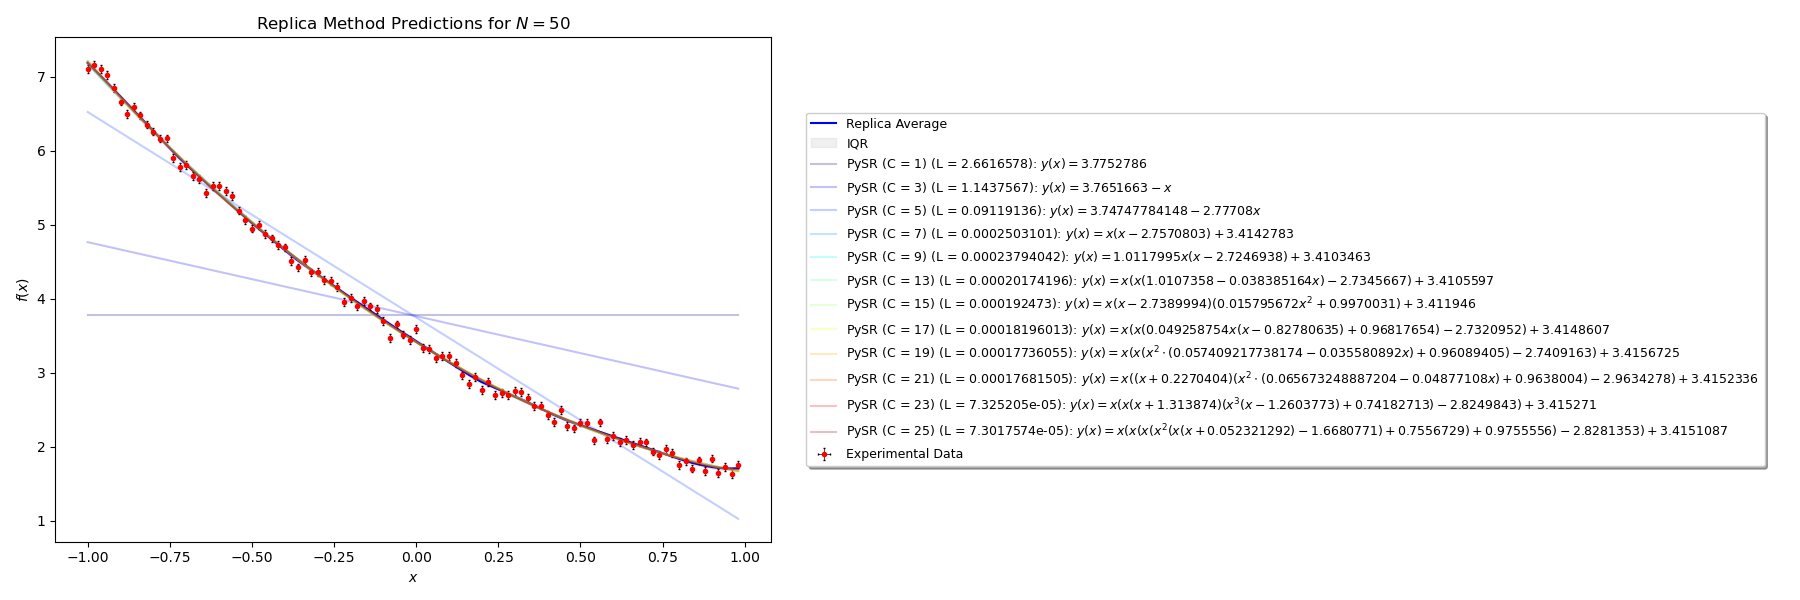 Replica Method Predictions for $N = 50$
7
6
5
4
3
2
1
f(x)
−1.00 −0.75 −0.50 −0.25 0.00 0.25 0.50 0.75 1.00
x
Replica Average
IQR
PySR (C = 1) (L = 2.6616578): $y(x) = 3.7752786$
PySR (C = 3) (L = 1.1437567): $y(x) = 3.7651663 − x$
PySR (C = 5) (L = 0.09119136): $y(x) = 3.74747784148 − 2.77708x$
PySR (C = 7) (L = 0.0002503101): $y(x) = x(x − 2.7570803) + 3.4142783$
PySR (C = 9) (L = 0.00023794042): $y(x) = 1.0117995x(x − 2.7246938) + 3.4103463$
PySR (C = 13) (L = 0.00020174196): $y(x) = x(x(1.0107358 − 0.038385164x) − 2.7345667) + 3.4105597$
PySR (C = 15) (L = 0.000192473): $y(x) = x(x − 2.7389994)(0.015795672x^2 + 0.9970031) + 3.411946$
PySR (C = 17) (L = 0.00018196013): $y(x) = x(x(0.049258754x(x − 0.82780635) + 0.96817654) − 2.7320952) + 3.4148607$
PySR (C = 19) (L = 0.00017736055): $y(x) = x(x(x^2 · (0.057409217738174 − 0.035580892x) + 0.96089405) − 2.7409163) + 3.4156725$
PySR (C = 21) (L = 0.00017681505): $y(x) = x((x + 0.2270404)(x^2 · (0.065673248887204 − 0.04877108x) + 0.9638004) − 2.9634278) + 3.4152336$
PySR (C = 23) (L = 7.325205e-05): $y(x) = x(x(x + 1.313874)(x^3(x − 1.2603773) + 0.74182713) − 2.8249843) + 3.415271$
PySR (C = 25) (L = 7.3017574e-05): $y(x) = x(x(x(x^2(x(x + 0.052321292) − 1.6680771) + 0.7556729) + 0.9755556) − 2.8281353) + 3.4151087$
Experimental Data